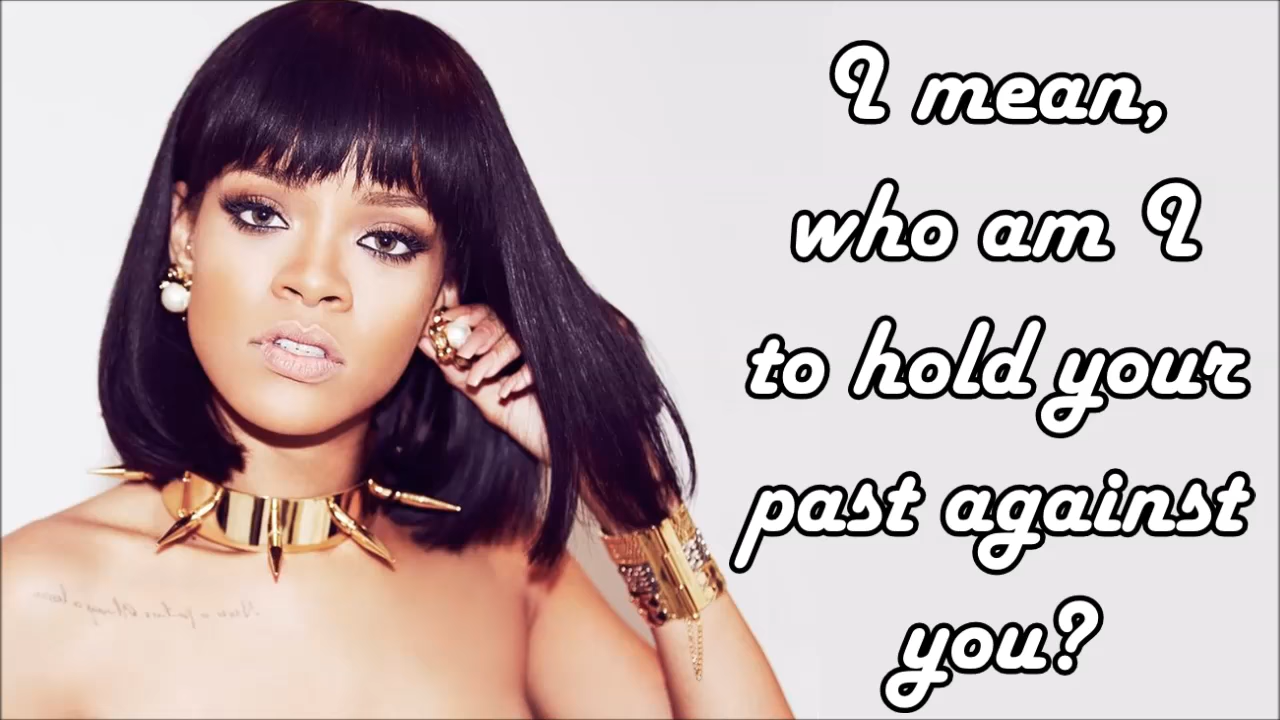 I mean,
who am I
to hold your
past against
you?